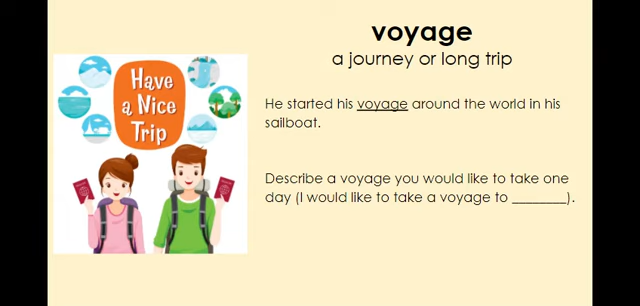 voyage
a journey or long trip
Have
a Nice
Trip
He started his voyage around the world in his
sailboat.
Describe a voyage you would like to take one
day (I would like to take a voyage to _______).